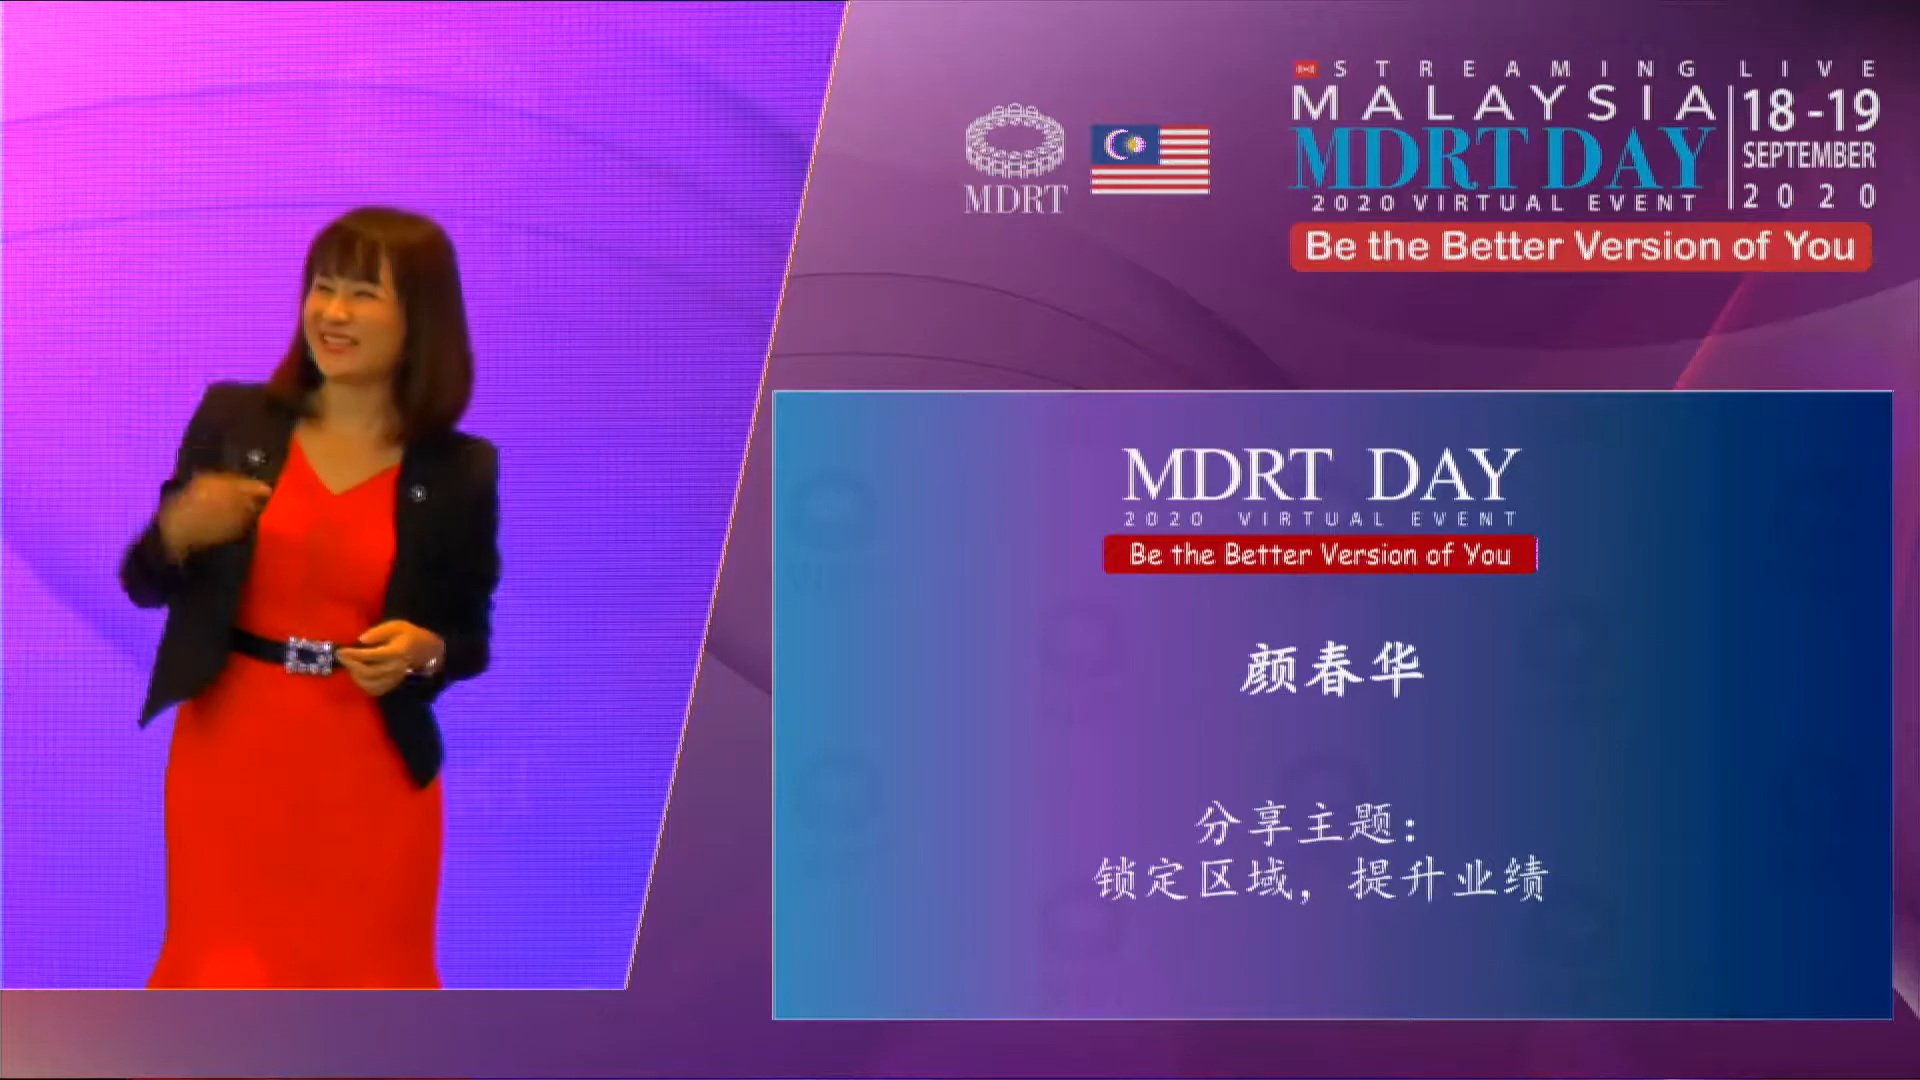 STREAMING LIVE
MALAYSIA
MDRT DAY
2020 VIRTUAL EVENT
18-19
SEPTEMBER
2020
Be the Better Version of You
MDRT
MDRT DAY
2020 VIRTUAL EVENT
Be the Better Version of You
颜春华
分享主题：
锁定区域，提升业绩